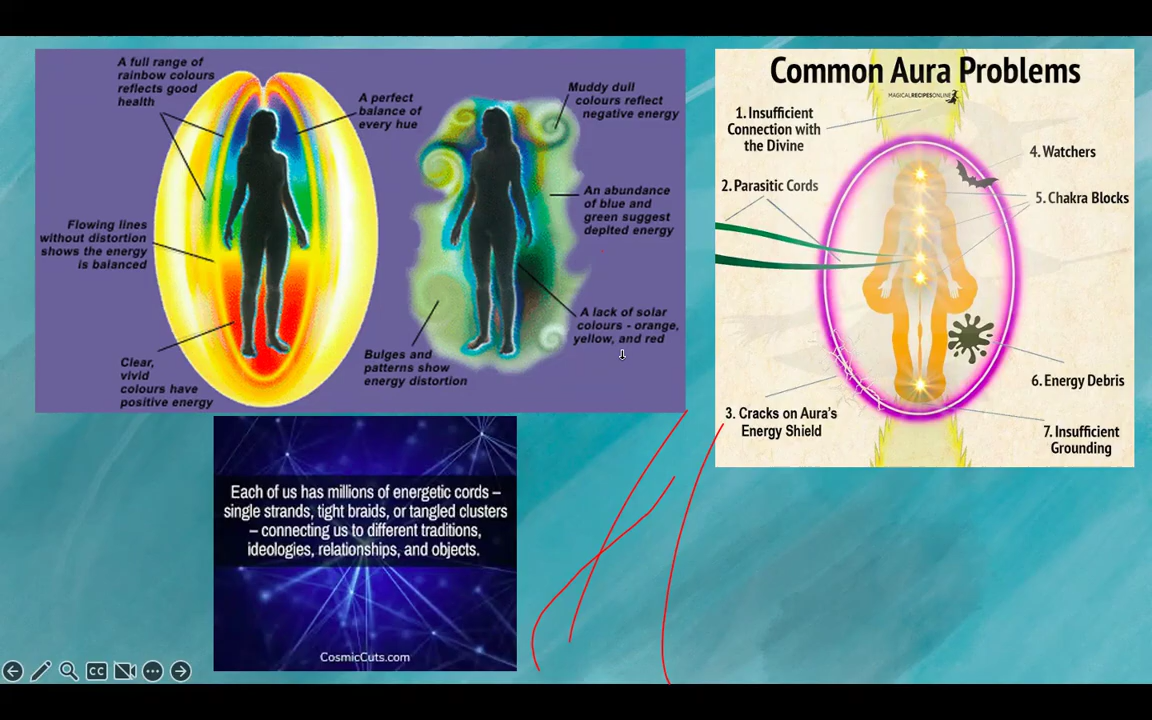 A full range of
rainbow colours
reflects good
health
A perfect
balance of
every hue
Flowing lines
without distortion
shows the energy
is balanced
Clear,
vivid
colours have
positive energy
Muddy dull
colours reflect
negative energy
An abundance
of blue and
green suggest
deplted energy
A lack of solar
colours - orange,
yellow, and red
Bulges and
patterns show
energy distortion
Common Aura Problems
MAGICALRECIPESONLINE
1. Insufficient
Connection with
the Divine
2. Parasitic Cords
3. Cracks on Aura's
Energy Shield
4. Watchers
5. Chakra Blocks
6. Energy Debris
7. Insufficient
Grounding
Each of us has millions of energetic cords –
single strands, tight braids, or tangled clusters
– connecting us to different traditions,
ideologies, relationships, and objects.
CosmicCuts.com
CC